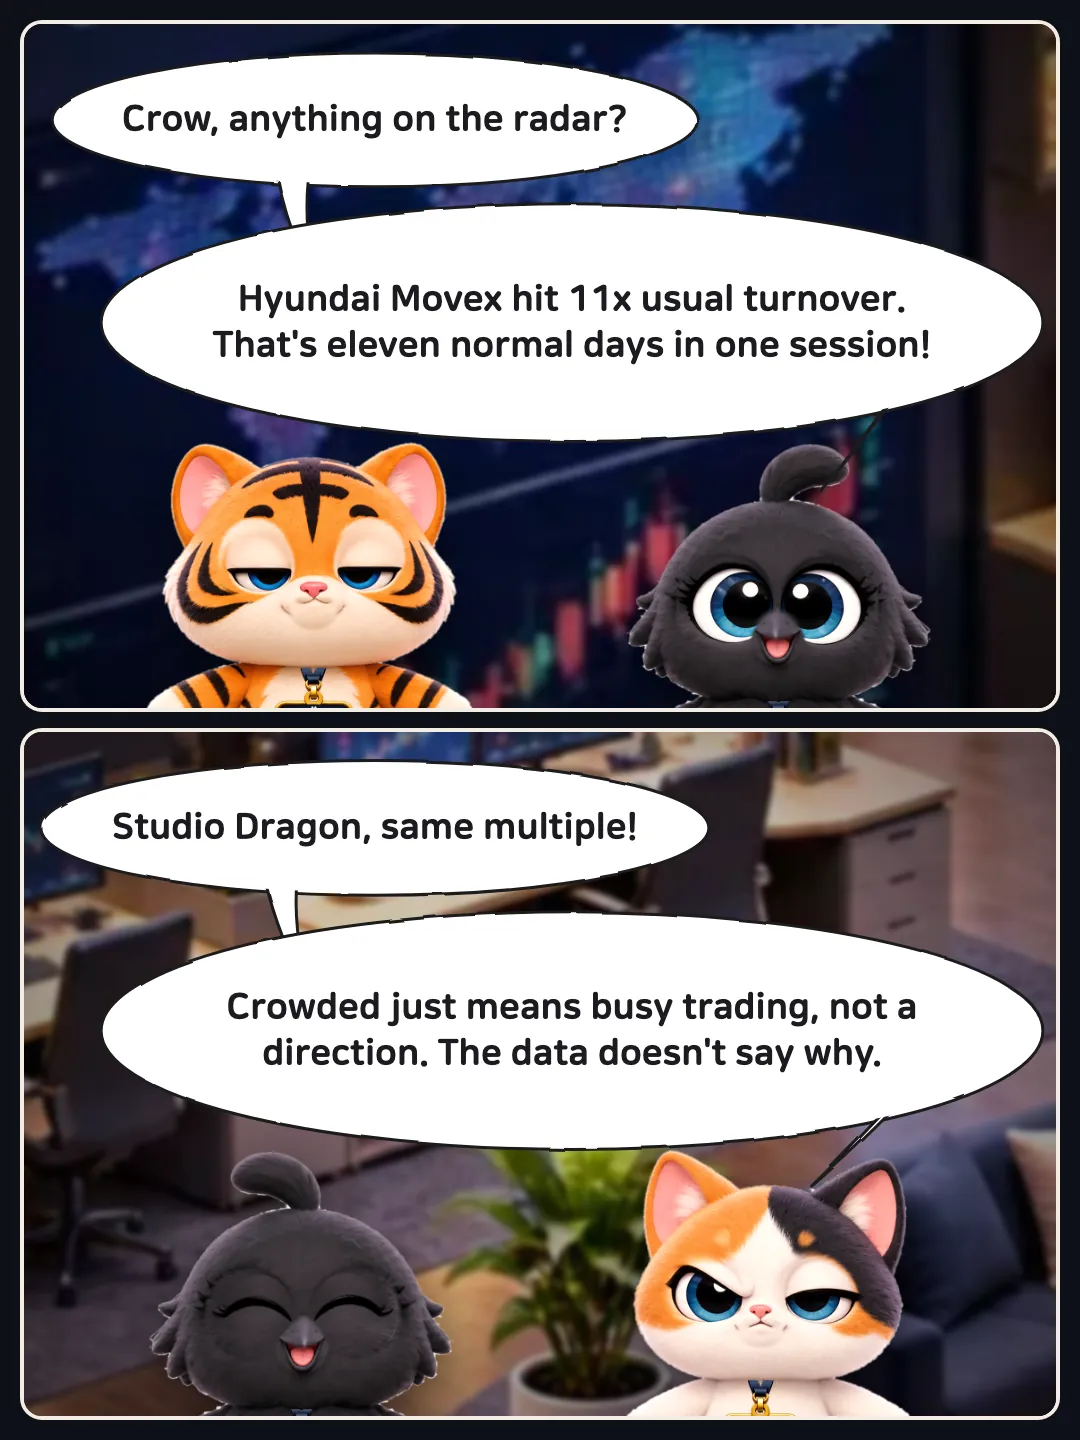 Crow, anything on the radar?
Hyundai Movex hit 11x usual turnover.
That's eleven normal days in one session!
Studio Dragon, same multiple!
Crowded just means busy trading, not a
direction. The data doesn't say why.